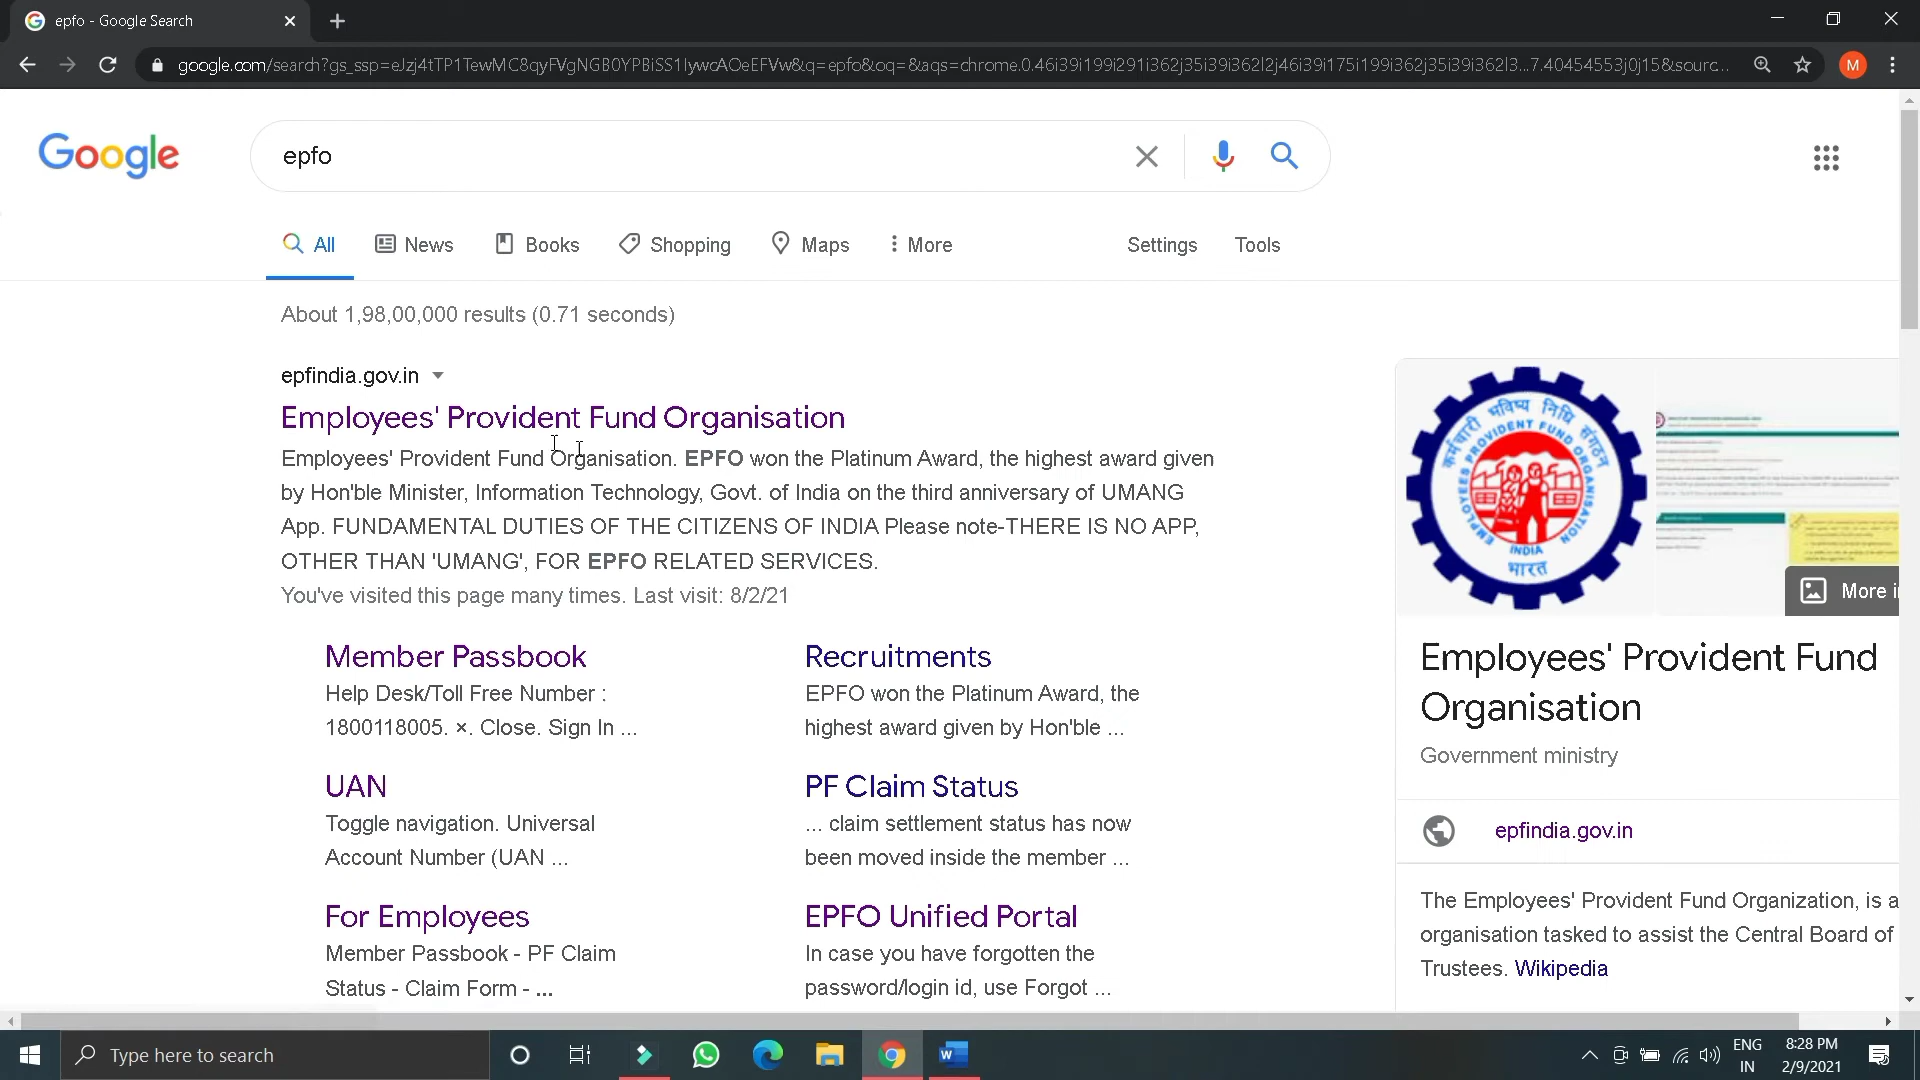 epfo - Google Search
google.com/search?gs_ssp=eJzj4tTP1TewMC8qyFVgNGB0YPBiSS1IywcAOeEFVw&q=epfo&oq=&aqs=chrome.0.46i39i199i291i362j35i39i362l2j46i39i175i199i362j35i39i362l3...7.40454553j0j15&sourc...
M
Google
epfo
All
News
Books
Shopping
Maps
More
Settings
Tools
About 1,98,00,000 results (0.71 seconds)
epfindia.gov.in
Employees' Provident Fund Organisation
Employees' Provident Fund Organisation. EPFO won the Platinum Award, the highest award given
by Hon'ble Minister, Information Technology, Govt. of India on the third anniversary of UMANG
App. FUNDAMENTAL DUTIES OF THE CITIZENS OF INDIA Please note-THERE IS NO APP,
OTHER THAN 'UMANG', FOR EPFO RELATED SERVICES.
You've visited this page many times. Last visit: 8/2/21
Member Passbook
Help Desk/Toll Free Number :
1800118005. ×. Close. Sign In ...
Recruitments
EPFO won the Platinum Award, the
highest award given by Hon'ble ...
UAN
Toggle navigation. Universal
Account Number (UAN ...
PF Claim Status
... claim settlement status has now
been moved inside the member ...
For Employees
Member Passbook - PF Claim
Status - Claim Form - ...
EPFO Unified Portal
In case you have forgotten the
password/login id, use Forgot ...
कर्मचारी भविष्य निधि संगठन
EMPLOYEES PROVIDENT FUND ORGANISATION
INDIA
भारत
More i
Employees' Provident Fund
Organisation
Government ministry
epfindia.gov.in
The Employees' Provident Fund Organization, is a
organisation tasked to assist the Central Board of
Trustees. Wikipedia
Type here to search
W
ENG
IN
8:28 PM
2/9/2021